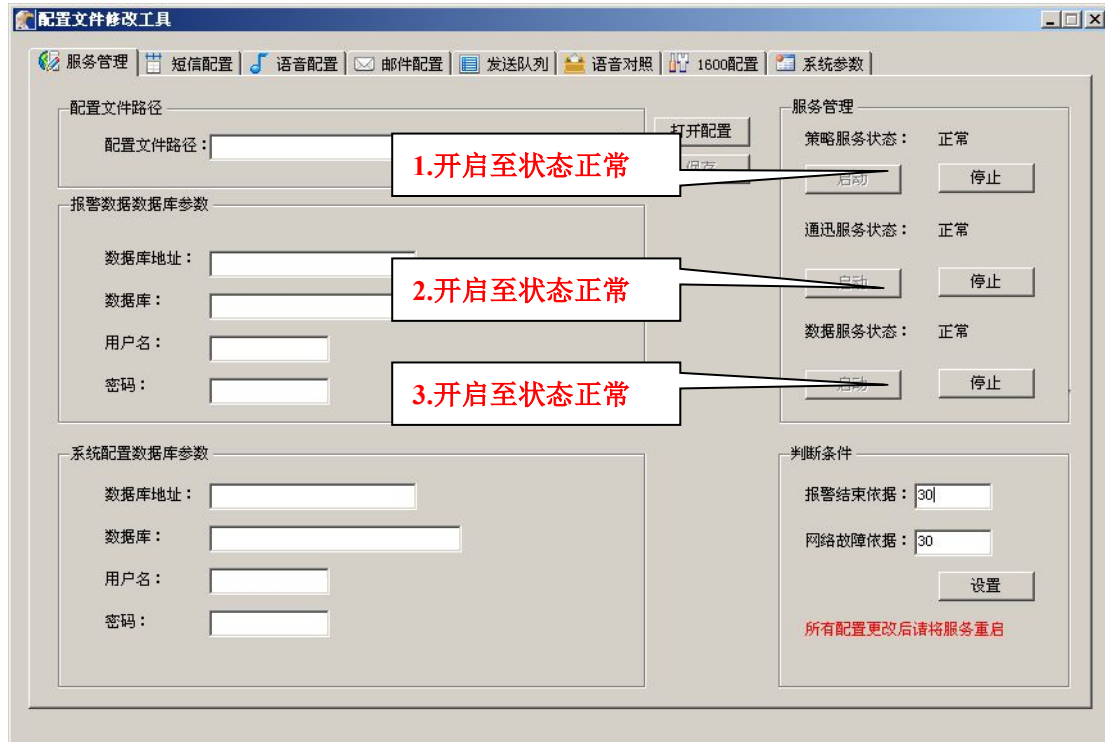 配置文件修改工具
服务管理 短信配置 语音配置 邮件配置 发送队列 语音对照 1600配置 系统参数
配置文件路径
配置文件路径：
打开配置
保存
1.开启至状态正常
报警数据数据库参数
数据库地址：
数据库：
用户名：
密码：
2.开启至状态正常
3.开启至状态正常
服务管理
策略服务状态： 正常
启动 停止
通迅服务状态： 正常
启动 停止
数据服务状态： 正常
启动 停止
系统配置数据库参数
数据库地址：
数据库：
用户名：
密码：
判断条件
报警结束依据： 30
网络故障依据： 30
设置
所有配置更改后请将服务重启